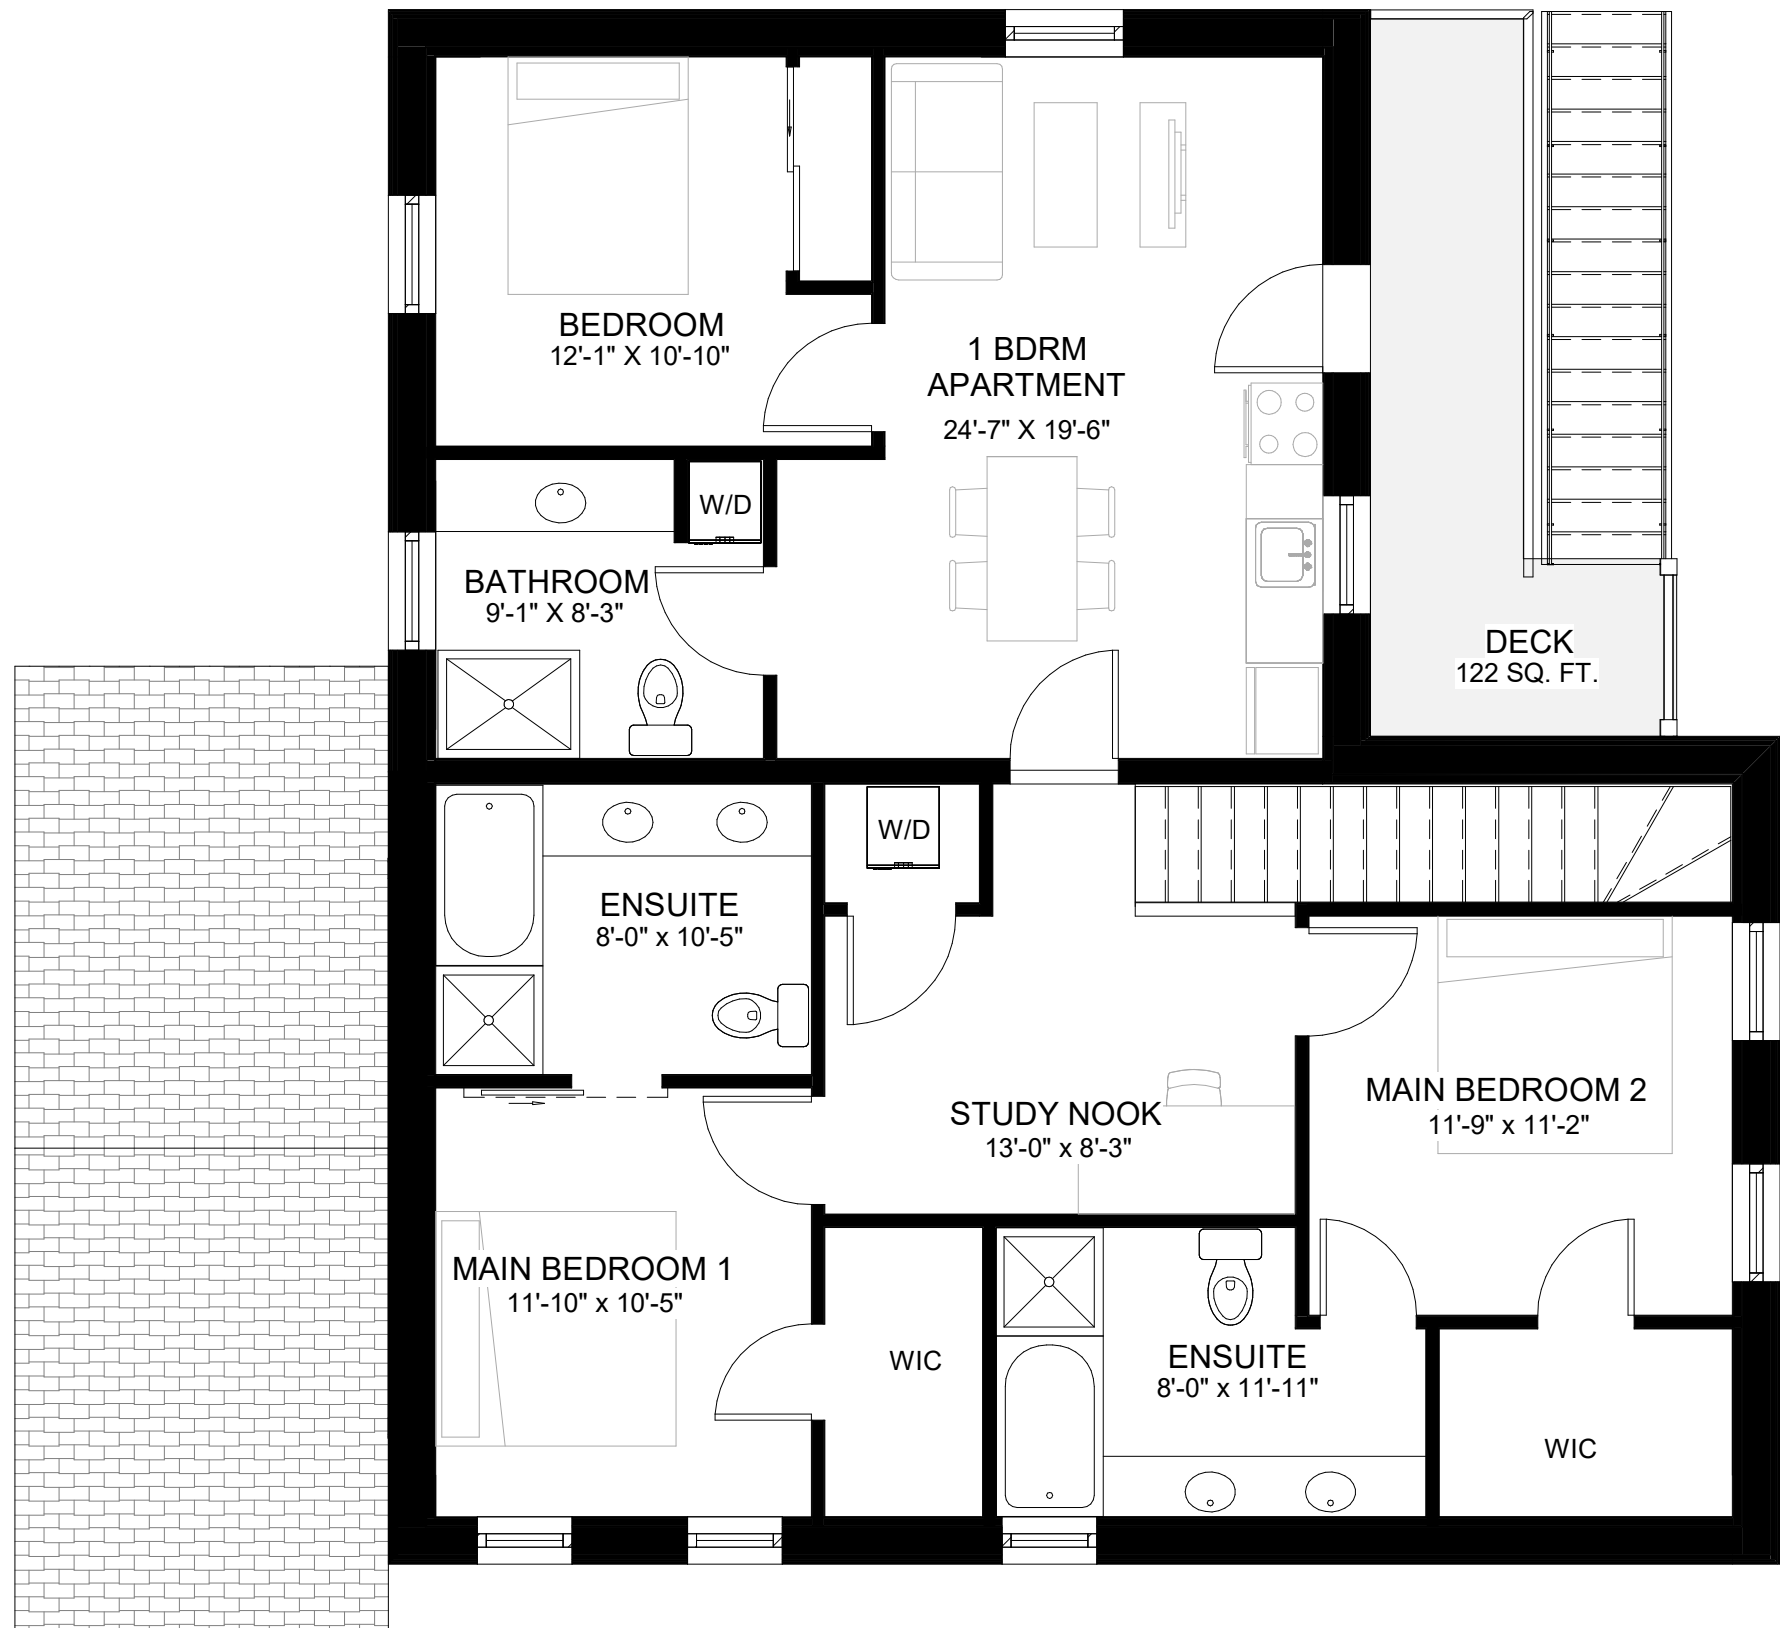 BEDROOM
12'-1" X 10'-10"
1 BDRM
APARTMENT
24'-7" X 19'-6"
W/D
BATHROOM
9'-1" X 8'-3"
DECK
122 SQ. FT.
W/D
ENSUITE
8'-0" x 10'-5"
STUDY NOOK
13'-0" x 8'-3"
MAIN BEDROOM 2
11'-9" x 11'-2"
MAIN BEDROOM 1
11'-10" x 10'-5"
WIC
ENSUITE
8'-0" x 11'-11"
WIC